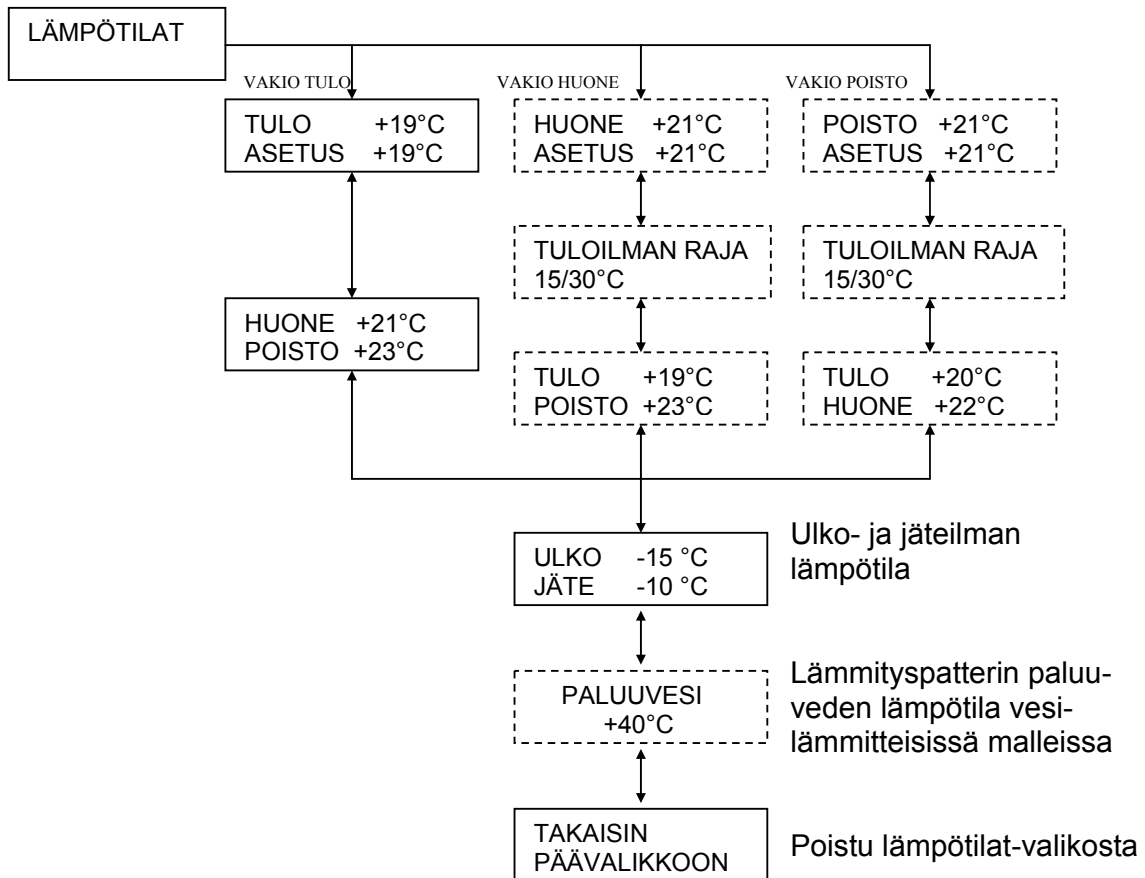 LÄMPÖTILAT
VAKIO TULO
VAKIO HUONE
VAKIO POISTO
TULO +19°C
ASETUS +19°C
HUONE +21°C
ASETUS +21°C
POISTO +21°C
ASETUS +21°C
TULOILMAN RAJA
15/30°C
TULOILMAN RAJA
15/30°C
HUONE +21°C
POISTO +23°C
TULO +19°C
POISTO +23°C
TULO +20°C
HUONE +22°C
ULKO -15 °C
JÄTE -10 °C
Ulko- ja jäteilman
lämpötila
PALUUVESI
+40°C
Lämmityspatterin paluu-
veden lämpötila vesi-
lämmitteisissä malleissa
TAKAISIN
PÄÄVALIKKOON
Poistu lämpötilat-valikosta